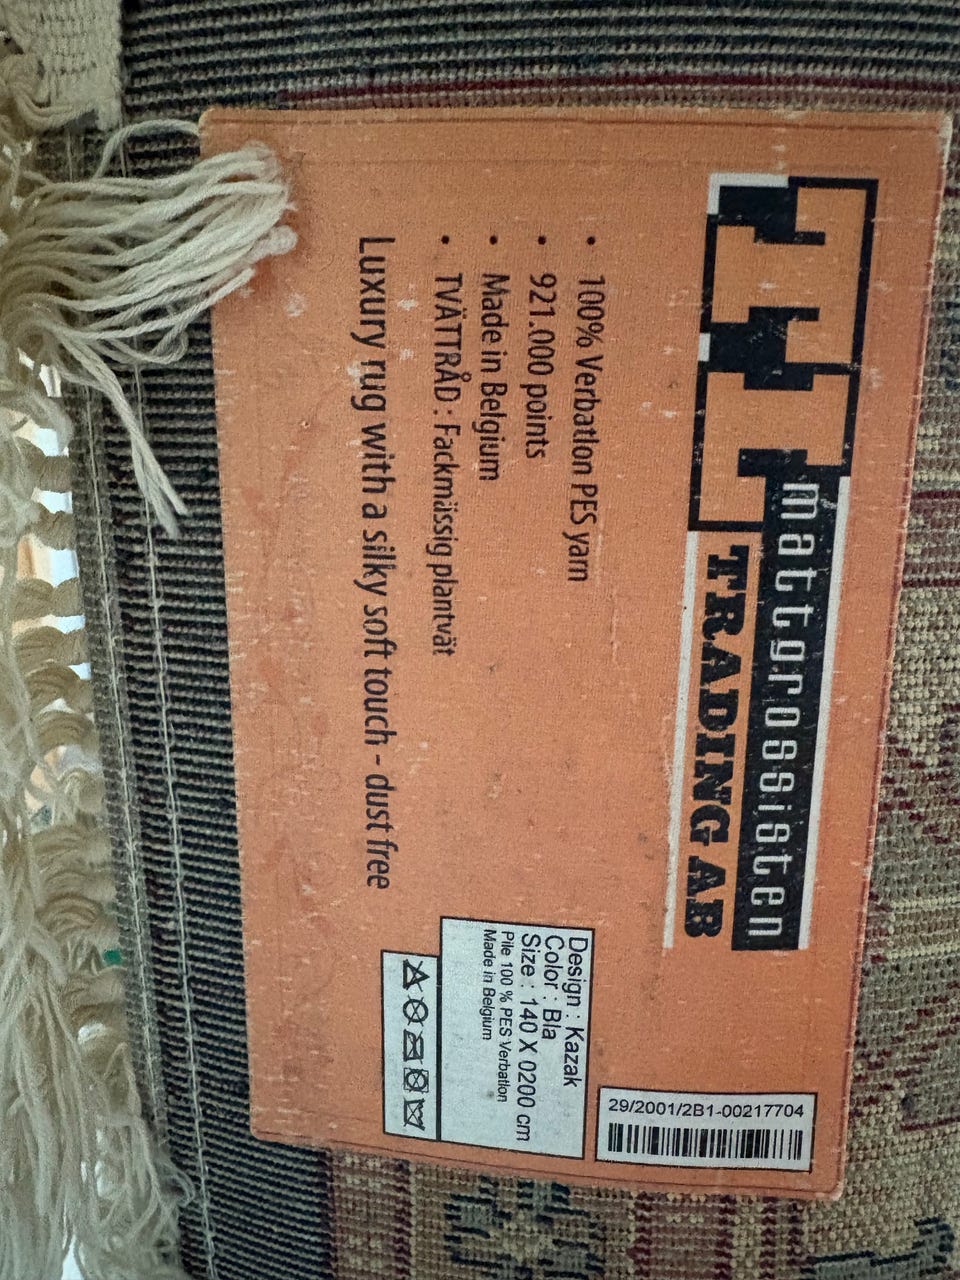 mattgrossisten
TRADING AB
• 100% Verbatlon PES yarn
• 921.000 points
• Made in Belgium
• TVÄTTRÅD : Fackmässig plantvät
Luxury rug with a silky soft touch - dust free
29/2001/2B1-00217704
Design : Kazak
Color : Bla
Size : 140 X 0200 cm
Pile 100 % PES Verbatlon
Made in Belgium